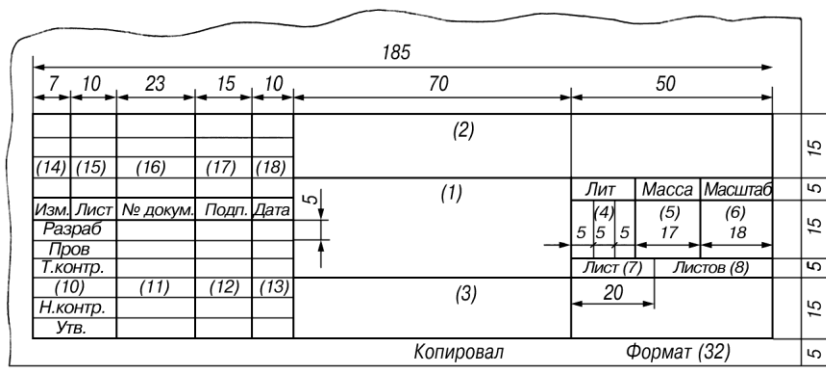 185
7 10 23 15 10 70 50
(2)
15
(14) (15) (16) (17) (18)
(1)
5
Лит Масса Масштаб
5
Изм. Лист № докум. Подп. Дата
(4) (5) (6)
15
Разраб
5 5 5 17 18
Пров
Т.контр.
Лист (7) Листов (8)
5
(10) (11) (12) (13)
(3)
20
15
Н.контр.
Утв.
Копировал Формат (32)
5